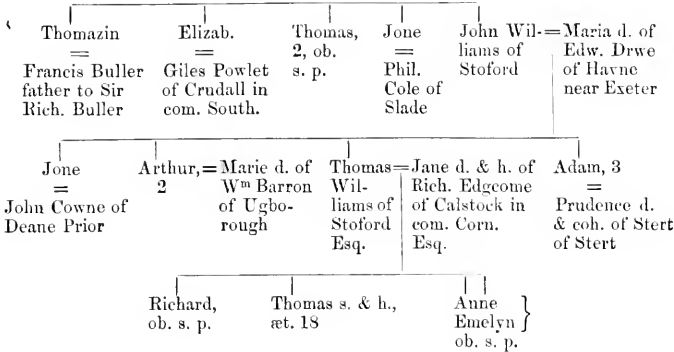 Thomazin
=
Francis Buller
father to Sir
Rich. Buller
Elizab.
=
Giles Powlet
of Crudall in
com. South.
Thomas,
2, ob.
s. p.
Jone
=
Phil.
Cole of
Slade
John Wil-
liams of
Stoford
= Maria d. of
Edw. Drwe
of Hayne
near Exeter
Jone
=
John Cowne of
Deane Prior
Arthur,
2
= Marie d. of
Wm Barron
of Ugbo-
rough
Thomas
Wil-
liams of
Stoford
Esq.
= Jane d. & h. of
Rich. Edgcome
of Calstock in
com. Corn.
Esq.
Adam, 3
=
Prudence d.
& coh. of Stert
of Stert
Richard,
ob. s. p.
Thomas s. & h.,
æt. 18
Anne
Emelyn }
ob. s. p.